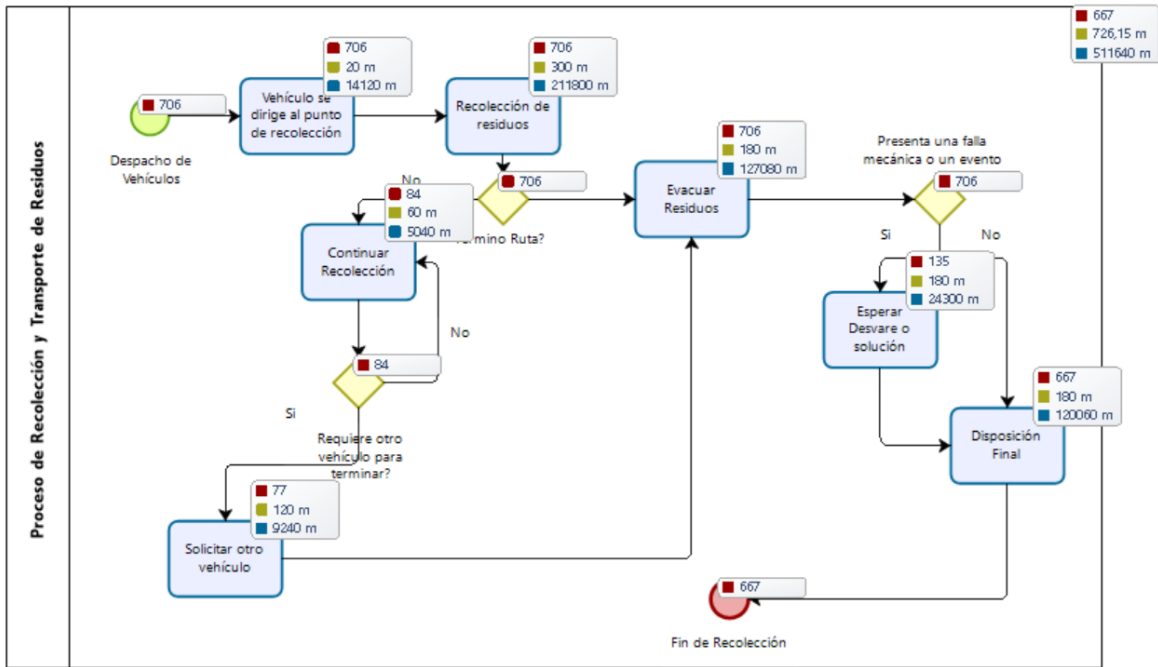 Proceso de Recolección y Transporte de Residuos
667
726,15 m
511640 m
706
Despacho de
Vehículos
706
20 m
14120 m
Vehículo se
dirige al punto
de recolección
706
300 m
211800 m
Recolección de
residuos
706
No
Termino Ruta?
84
60 m
5040 m
Continuar
Recolección
No
84
Si
Requiere otro
vehículo para
terminar?
77
120 m
9240 m
Solicitar otro
vehículo
706
180 m
127080 m
Evacuar
Residuos
Presenta una falla
mecánica o un evento
706
Si
No
135
180 m
24300 m
Esperar
Desvare o
solución
667
180 m
120060 m
Disposición
Final
667
Fin de Recolección